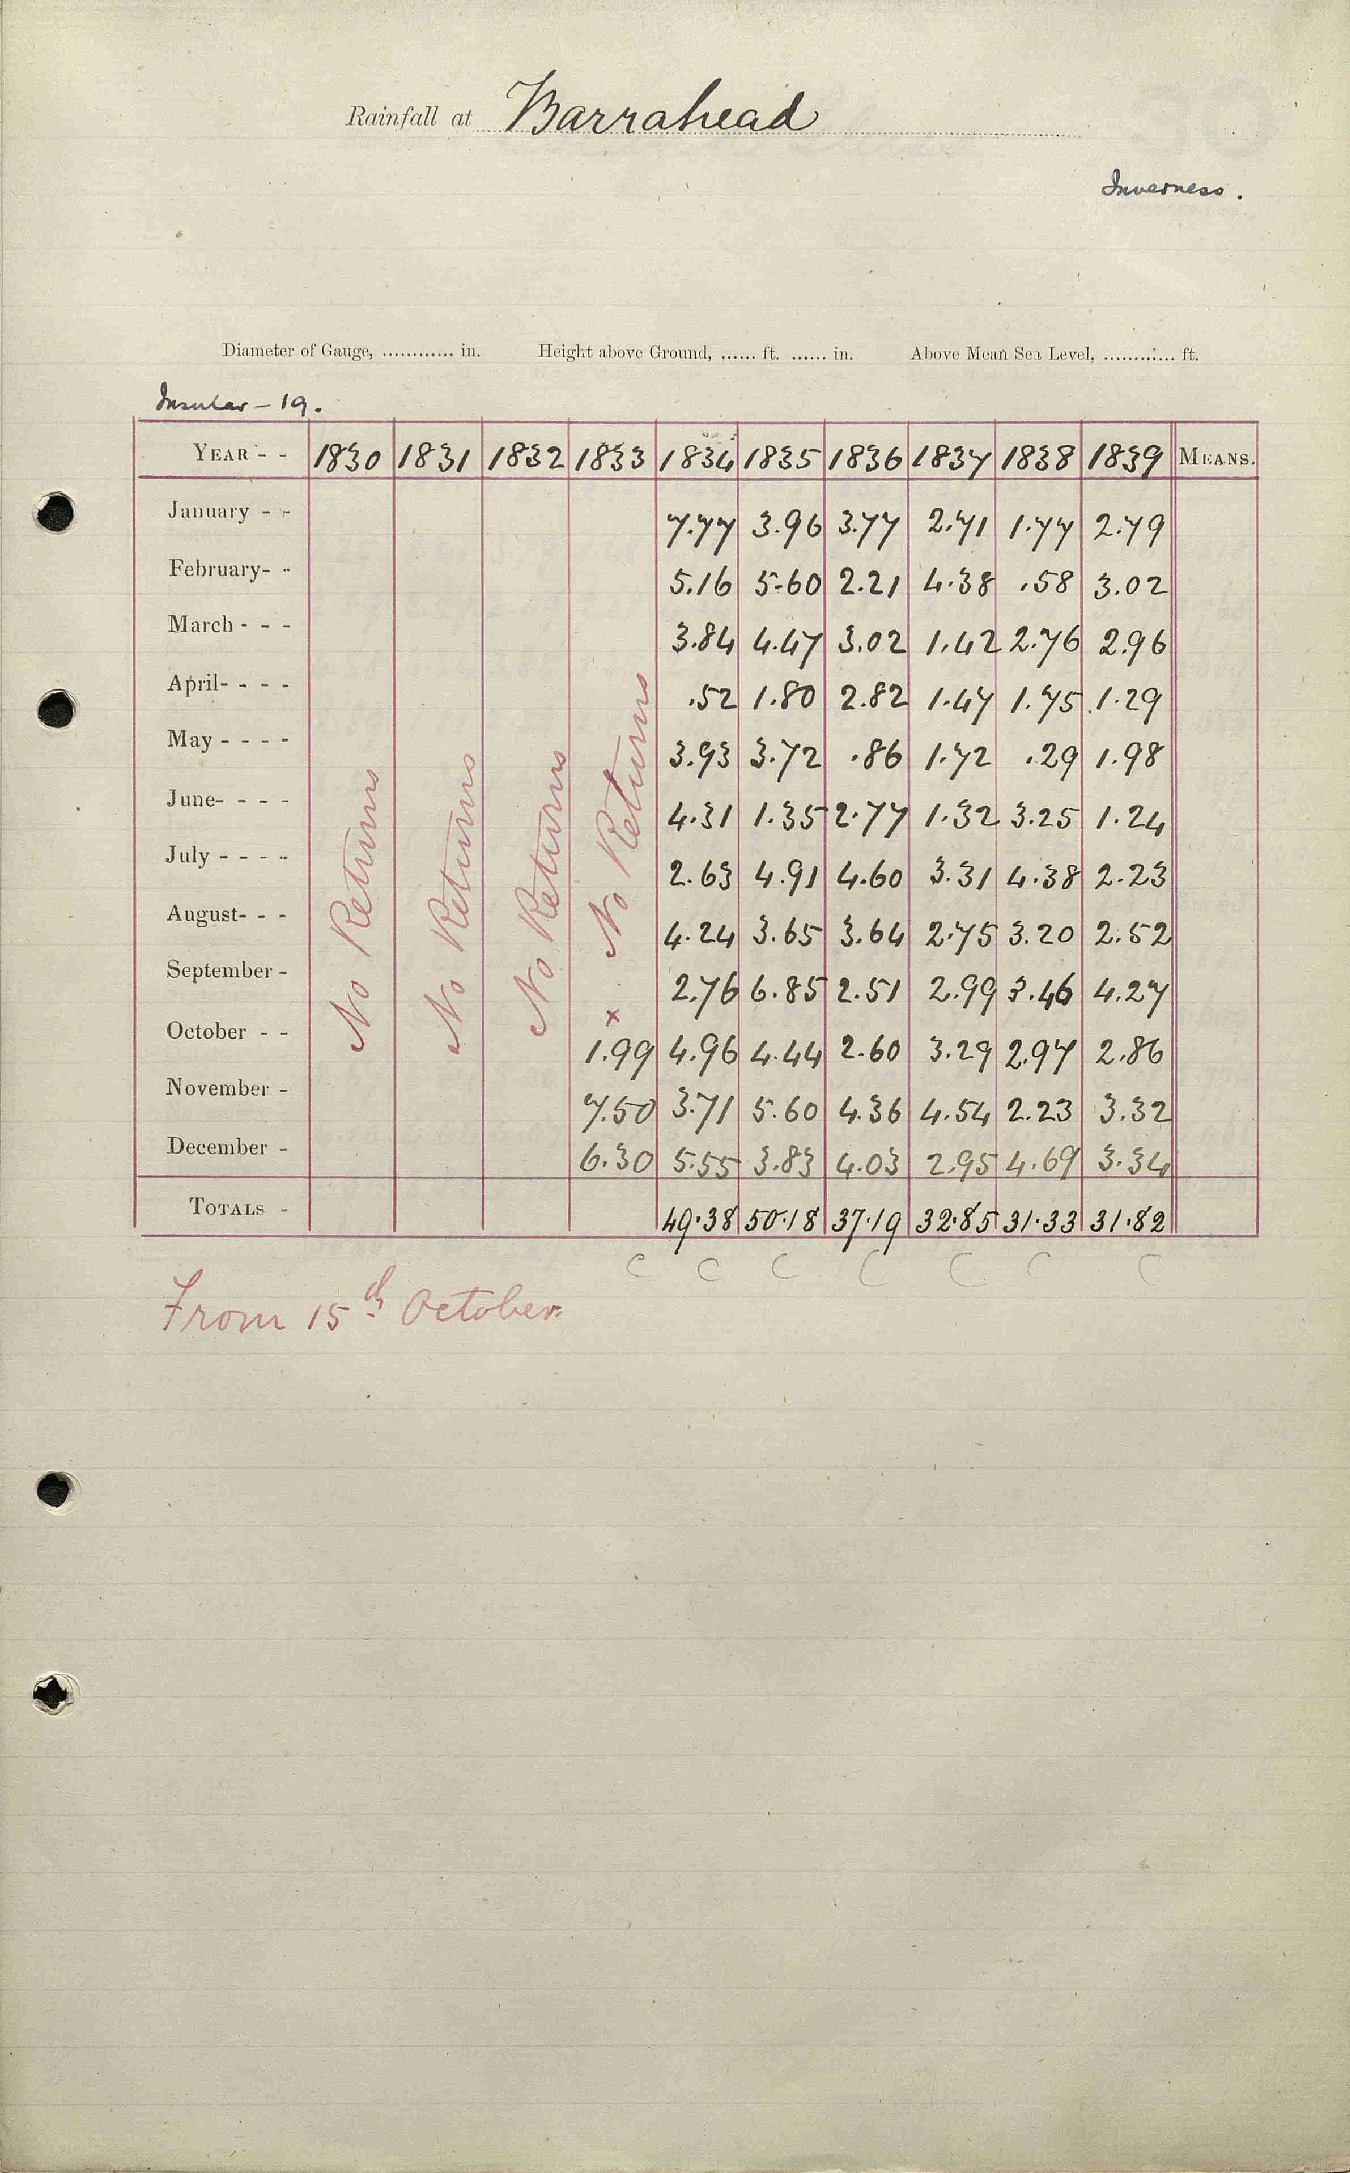 Rainfall at Barrahead
Inverness.
Diameter of Gauge, ............ in. Height above Ground, ...... ft. ...... in. Above Mean Sea Level, ............ ft.
Insular - 19.
YEAR - - 1830 1831 1832 1833 1834 1835 1836 1837 1838 1839 MEANS.
January - - 7.77 3.96 3.77 2.71 1.77 2.79
February- - 5.16 5.60 2.21 4.38 .58 3.02
March - - - 3.84 4.47 3.02 1.42 2.76 2.96
April- - - - .52 1.80 2.82 1.47 1.75 1.29
May - - - - 3.93 3.72 .86 1.72 .29 1.98
June- - - - 4.31 1.35 2.77 1.32 3.25 1.24
July - - - - 2.63 4.91 4.60 3.31 4.38 2.23
August- - - 4.24 3.65 3.64 2.75 3.20 2.52
September - 2.76 6.85 2.51 2.99 3.46 4.27
No Returns No Returns No Returns No Returns
x
October - - 1.99 4.96 4.44 2.60 3.29 2.97 2.86
November - 7.50 3.71 5.60 4.36 4.54 2.23 3.32
December - 6.30 5.55 3.83 4.03 2.95 4.69 3.34
TOTALS - 49.38 50.18 37.19 32.85 31.33 31.82
C C C C C C C
From 15th October.